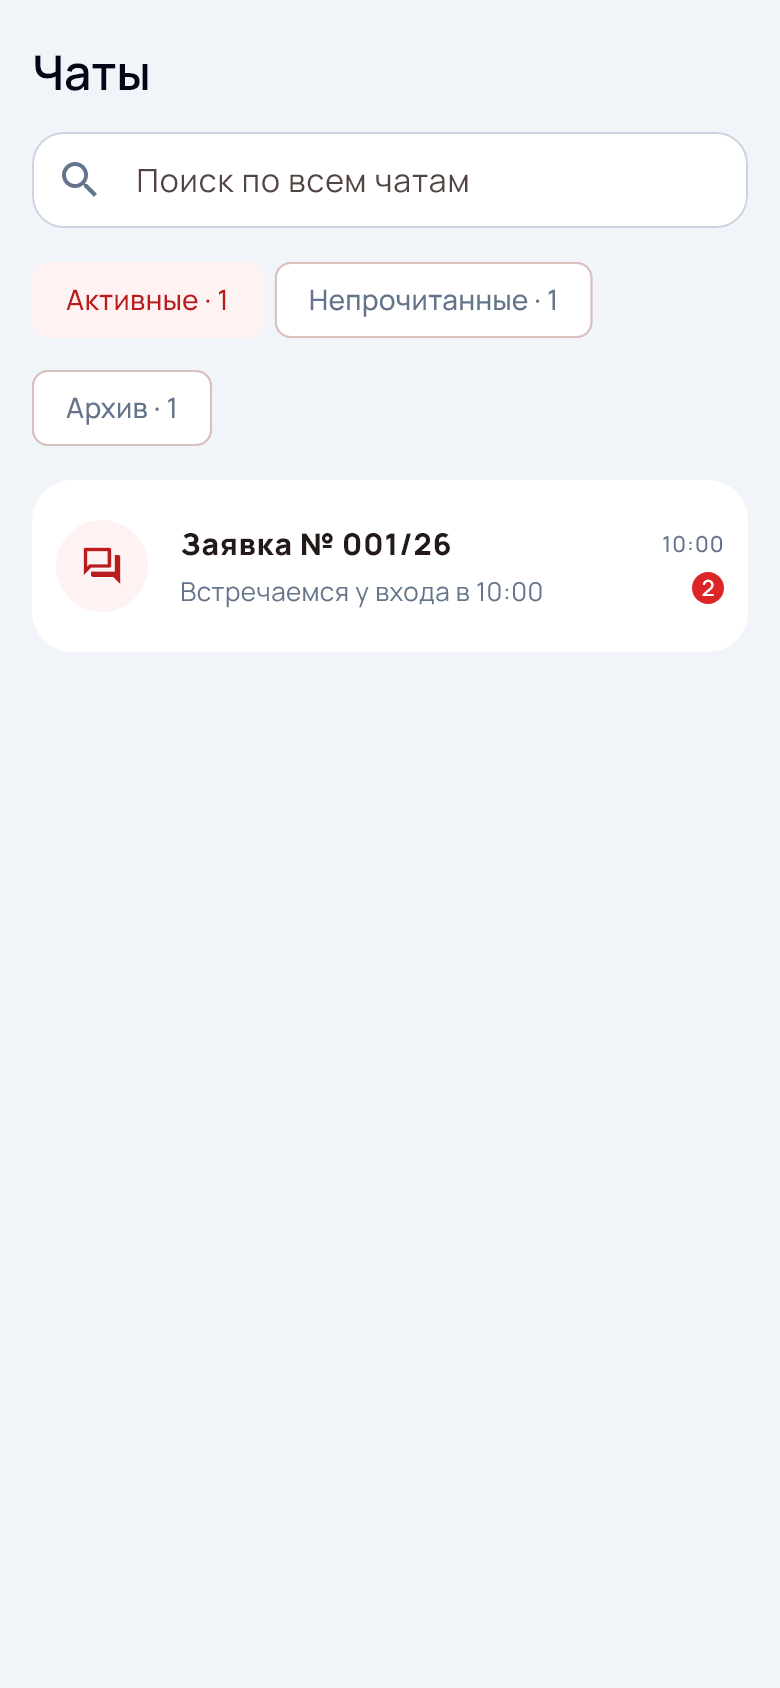 Чаты
Поиск по всем чатам
Активные · 1
Непрочитанные · 1
Архив · 1
Заявка № 001/26
10:00
Встречаемся у входа в 10:00
2